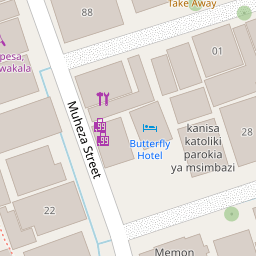 88
Take Away
01
pesa,
wakala
Muheza Street
Butterfly
Hotel
kanisa
katoliki
parokia
ya msimbazi
28
22
Memon